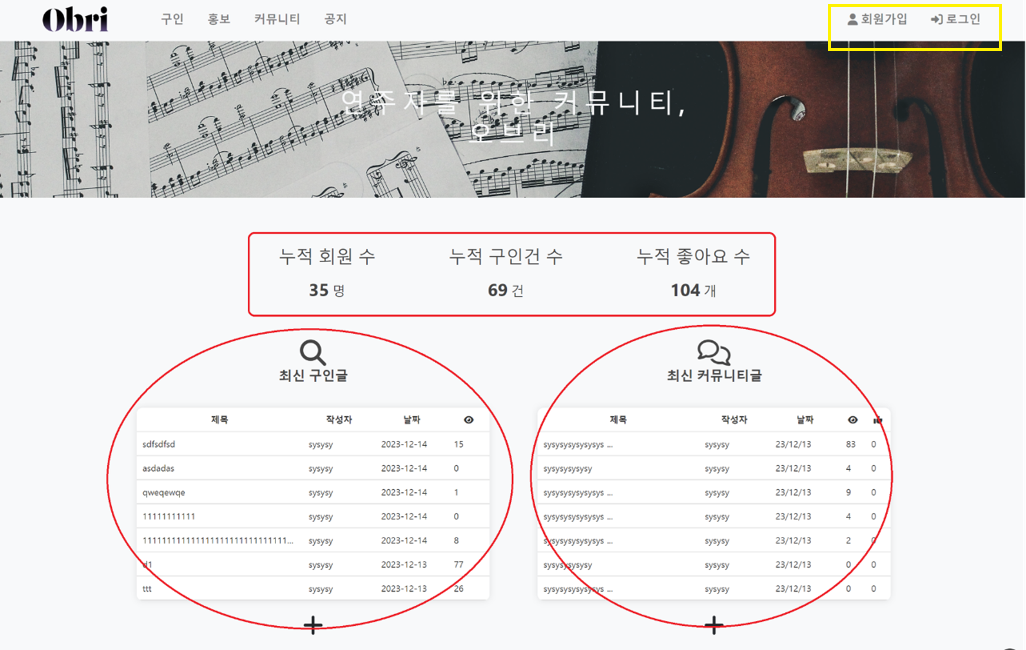 Obri
구인 홍보 커뮤니티 공지
회원가입 로그인
연주자를 위한 커뮤니티,
오브리
누적 회원 수 누적 구인건 수 누적 좋아요 수
35 명 69 건 104 개
최신 구인글
제목 작성자 날짜
sdfsdfsd sysysy 2023-12-14 15
asdadas sysysy 2023-12-14 0
qweqewqe sysysy 2023-12-14 1
11111111111 sysysy 2023-12-14 0
sysysy 2023-12-14 8
d1 sysysy 2023-12-13 77
ttt sysysy 2023-12-13 26
최신 커뮤니티글
제목 작성자 날짜
sysysysysysysys ... sysysy 23/12/13 83 0
sysysysysysy sysysy 23/12/13 4 0
sysysysysysysys ... sysysy 23/12/13 9 0
sysysysysysysys ... sysysy 23/12/13 4 0
sysysysysysysys ... sysysy 23/12/13 2 0
sysysysysysy sysysy 23/12/13 0 0
sysysysysysysys ... sysysy 23/12/13 0 0